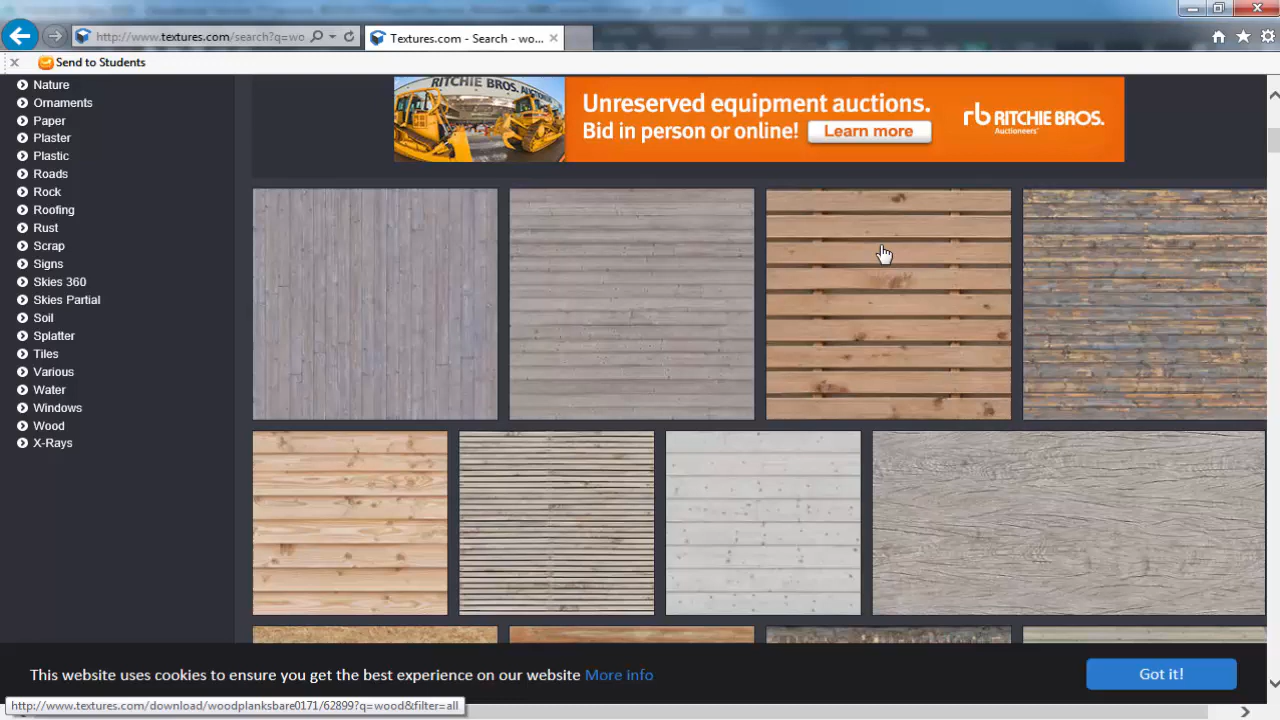 http://www.textures.com/search?q=wo
Textures.com - Search - wo...
Send to Students
Nature
Ornaments
Paper
Plaster
Plastic
Roads
Rock
Roofing
Rust
Scrap
Signs
Skies 360
Skies Partial
Soil
Splatter
Tiles
Various
Water
Windows
Wood
X-Rays
RITCHIE BROS.
Unreserved equipment auctions.
Bid in person or online! Learn more
rb RITCHIE BROS.
Auctioneers
This website uses cookies to ensure you get the best experience on our website More info
Got it!
http://www.textures.com/download/woodplanksbare0171/62899?q=wood&filter=all